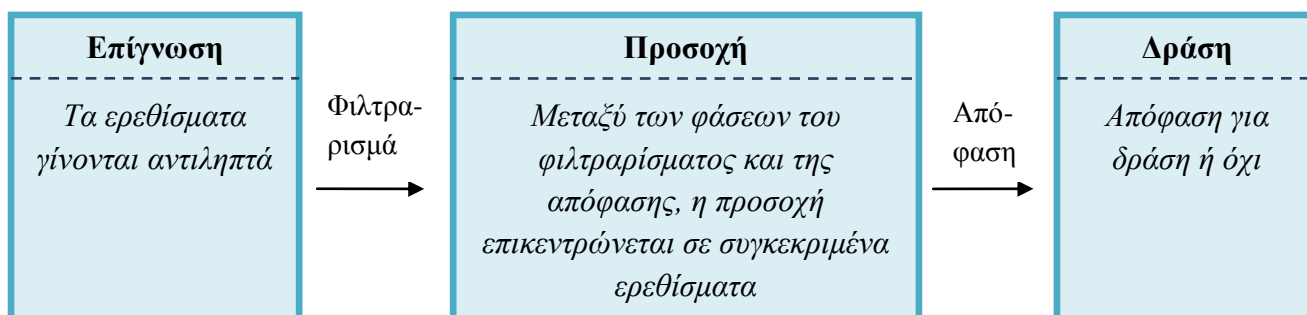 Επίγνωση
Τα ερεθίσματα
γίνονται αντιληπτά
Φιλτρα-
ρισμά
Προσοχή
Μεταξύ των φάσεων του
φιλτραρίσματος και της
απόφασης, η προσοχή
επικεντρώνεται σε συγκεκριμένα
ερεθίσματα
Από-
φαση
Δράση
Απόφαση για
δράση ή όχι